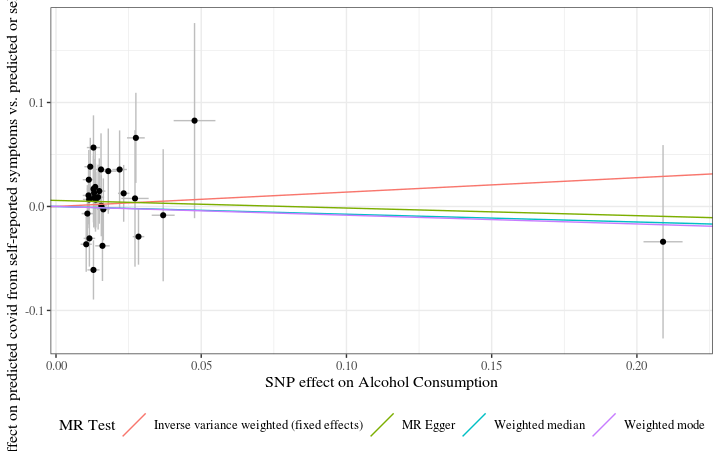 ffect on predicted covid from self-reported symptoms vs. predicted or se
0.1
0.0
-0.1
0.00 0.05 0.10 0.15 0.20
SNP effect on Alcohol Consumption
MR Test Inverse variance weighted (fixed effects) MR Egger Weighted median Weighted mode